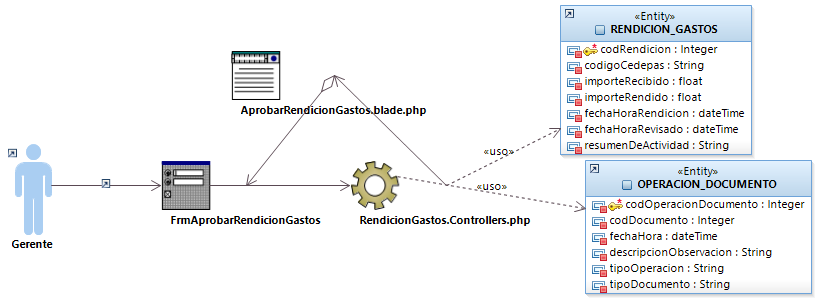 «Entity»
RENDICION_GASTOS
codRendicion : Integer
codigoCedepas : String
importeRecibido : float
importeRendido : float
fechaHoraRendicion : dateTime
fechaHoraRevisado : dateTime
resumenDeActividad : String
AprobarRendicionGastos.blade.php
«uso»
«uso»
«Entity»
OPERACION_DOCUMENTO
codOperacionDocumento : Integer
codDocumento : Integer
fechaHora : dateTime
descripcionObservacion : String
tipoOperacion : String
tipoDocumento : String
Gerente
FrmAprobarRendicionGastos
RendicionGastos.Controllers.php